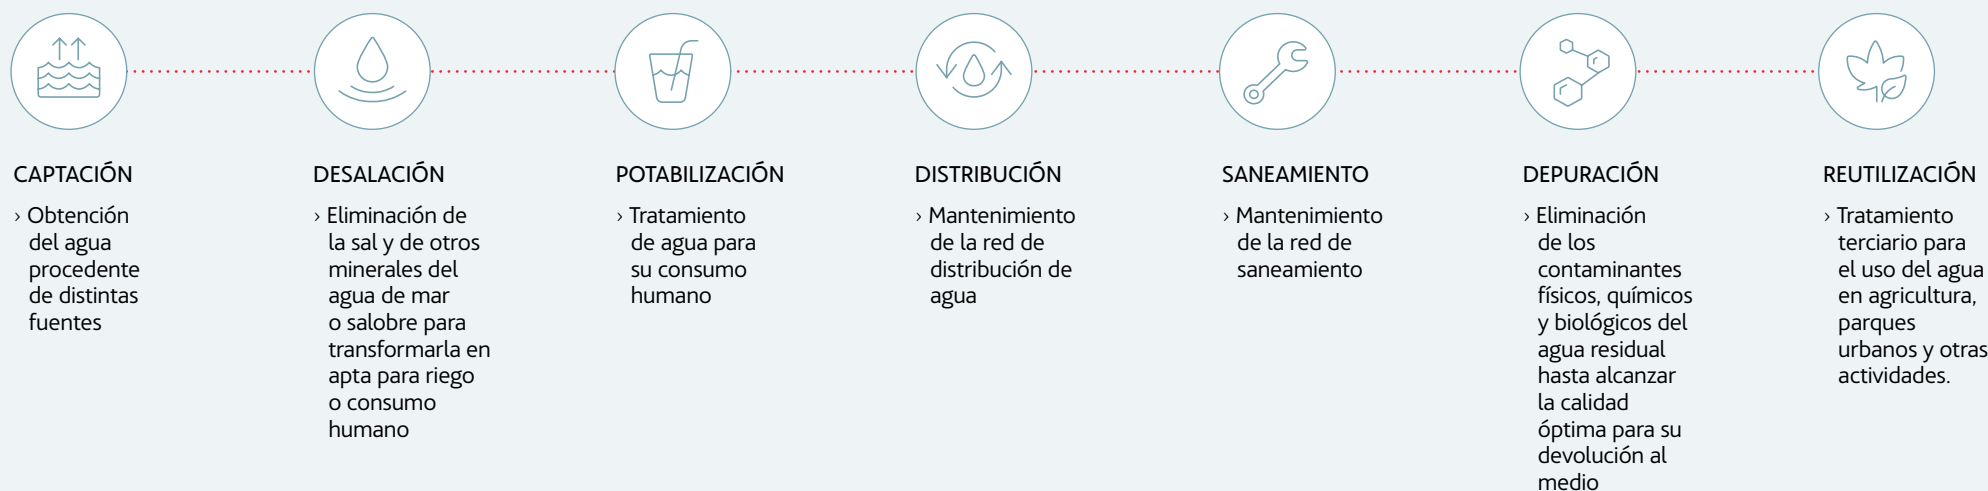 CAPTACIÓN
› Obtención
del agua
procedente
de distintas
fuentes
DESALACIÓN
› Eliminación de
la sal y de otros
minerales del
agua de mar
o salobre para
transformarla en
apta para riego
o consumo
humano
POTABILIZACIÓN
› Tratamiento
de agua para
su consumo
humano
DISTRIBUCIÓN
› Mantenimiento
de la red de
distribución de
agua
SANEAMIENTO
› Mantenimiento
de la red de
saneamiento
DEPURACIÓN
› Eliminación
de los
contaminantes
físicos, químicos
y biológicos del
agua residual
hasta alcanzar
la calidad
óptima para su
devolución al
medio
REUTILIZACIÓN
› Tratamiento
terciario para
el uso del agua
en agricultura,
parques
urbanos y otras
actividades.